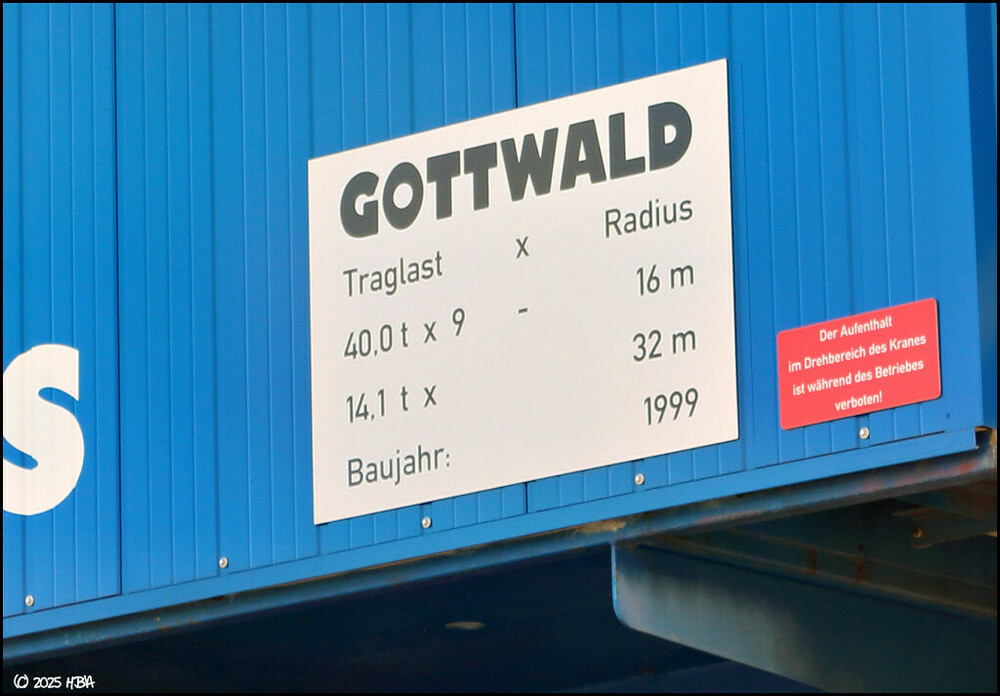 GOTTWALD
Traglast x Radius
40,0 t x 9 - 16 m
14,1 t x 32 m
Baujahr: 1999
Der Aufenthalt
im Drehbereich des Kranes
ist während des Betriebes
verboten!
S
© 2025 HBA